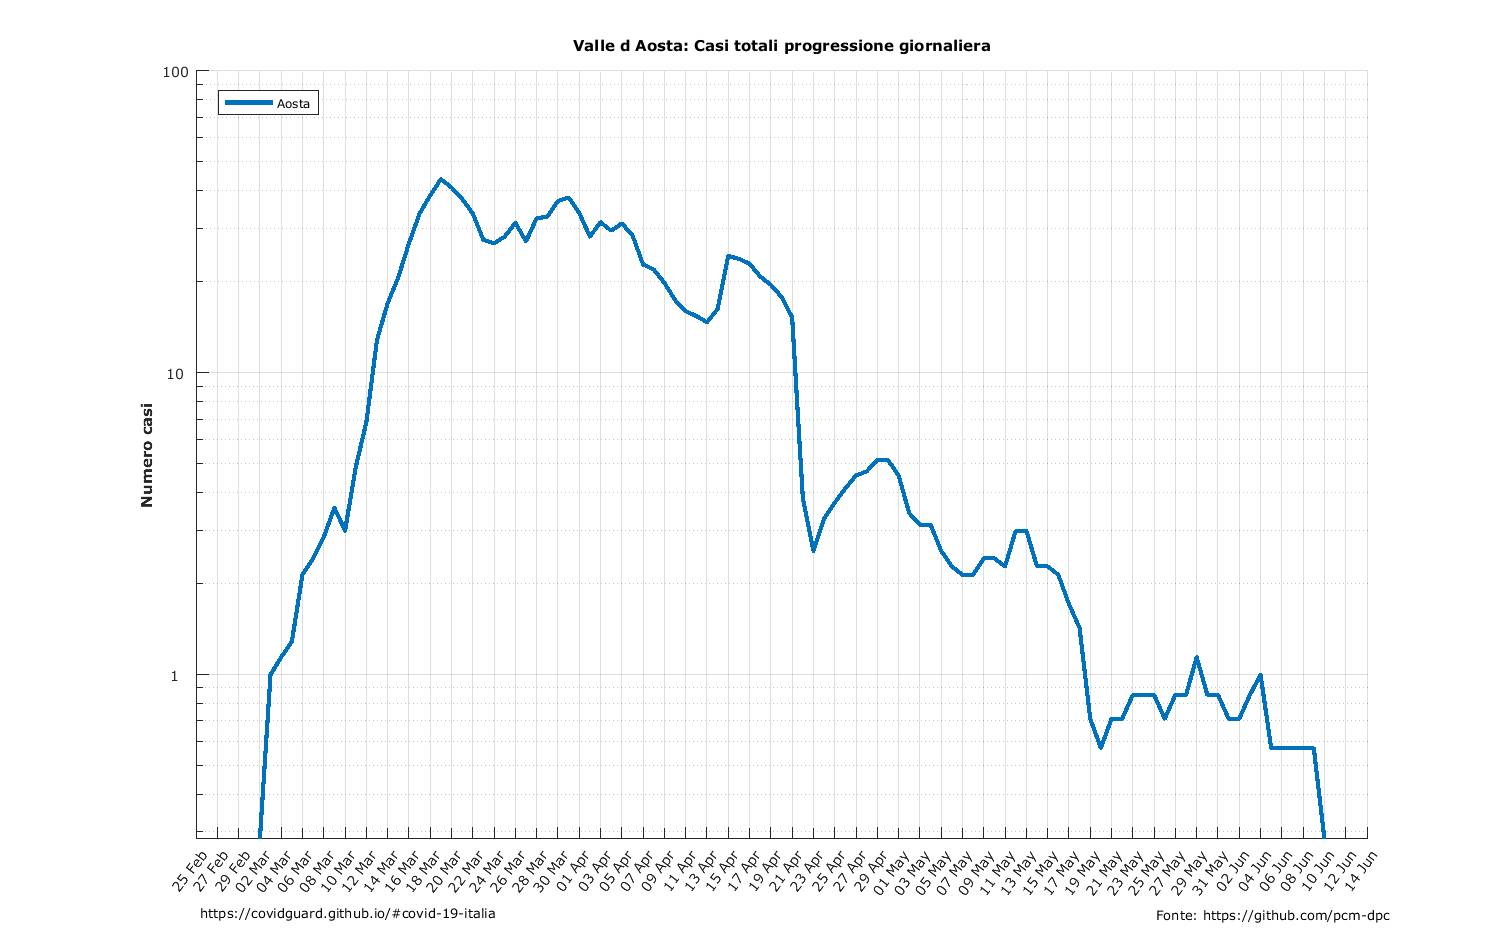 Valle d Aosta: Casi totali progressione giornaliera
Aosta
100
10
1
Numero casi
25 Feb
27 Feb
29 Feb
02 Mar
04 Mar
06 Mar
08 Mar
10 Mar
12 Mar
14 Mar
16 Mar
18 Mar
20 Mar
22 Mar
24 Mar
26 Mar
28 Mar
30 Mar
01 Apr
03 Apr
05 Apr
07 Apr
09 Apr
11 Apr
13 Apr
15 Apr
17 Apr
19 Apr
21 Apr
23 Apr
25 Apr
27 Apr
29 Apr
01 May
03 May
05 May
07 May
09 May
11 May
13 May
15 May
17 May
19 May
21 May
23 May
25 May
27 May
29 May
31 May
02 Jun
04 Jun
06 Jun
08 Jun
10 Jun
12 Jun
14 Jun
https://covidguard.github.io/#covid-19-italia
Fonte: https://github.com/pcm-dpc